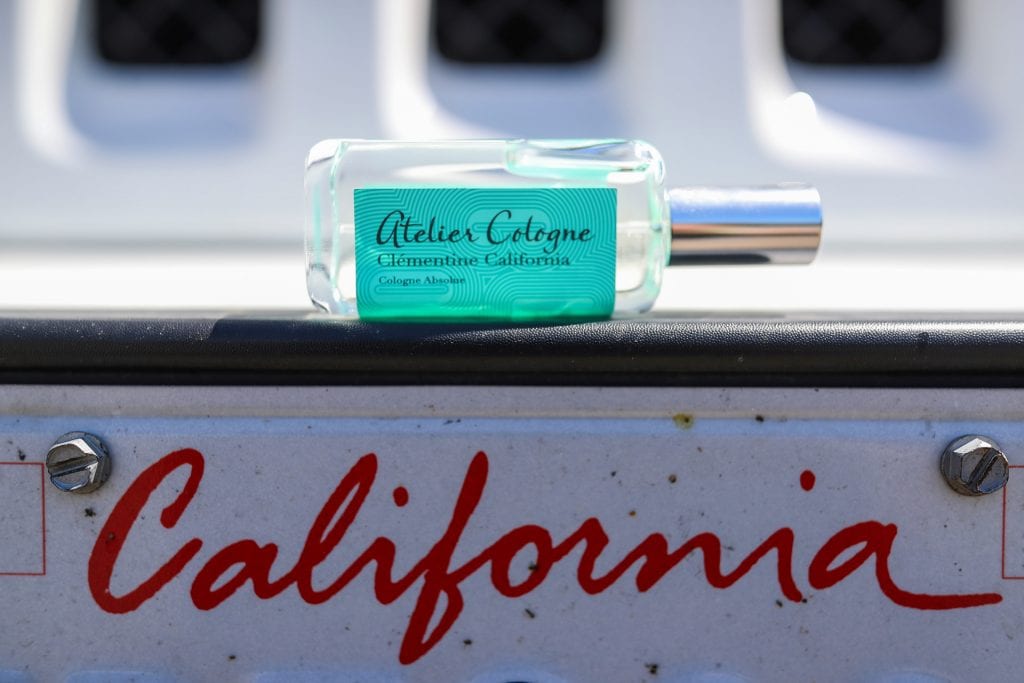 Atelier Cologne
Clémentine California
Cologne Absolue
California